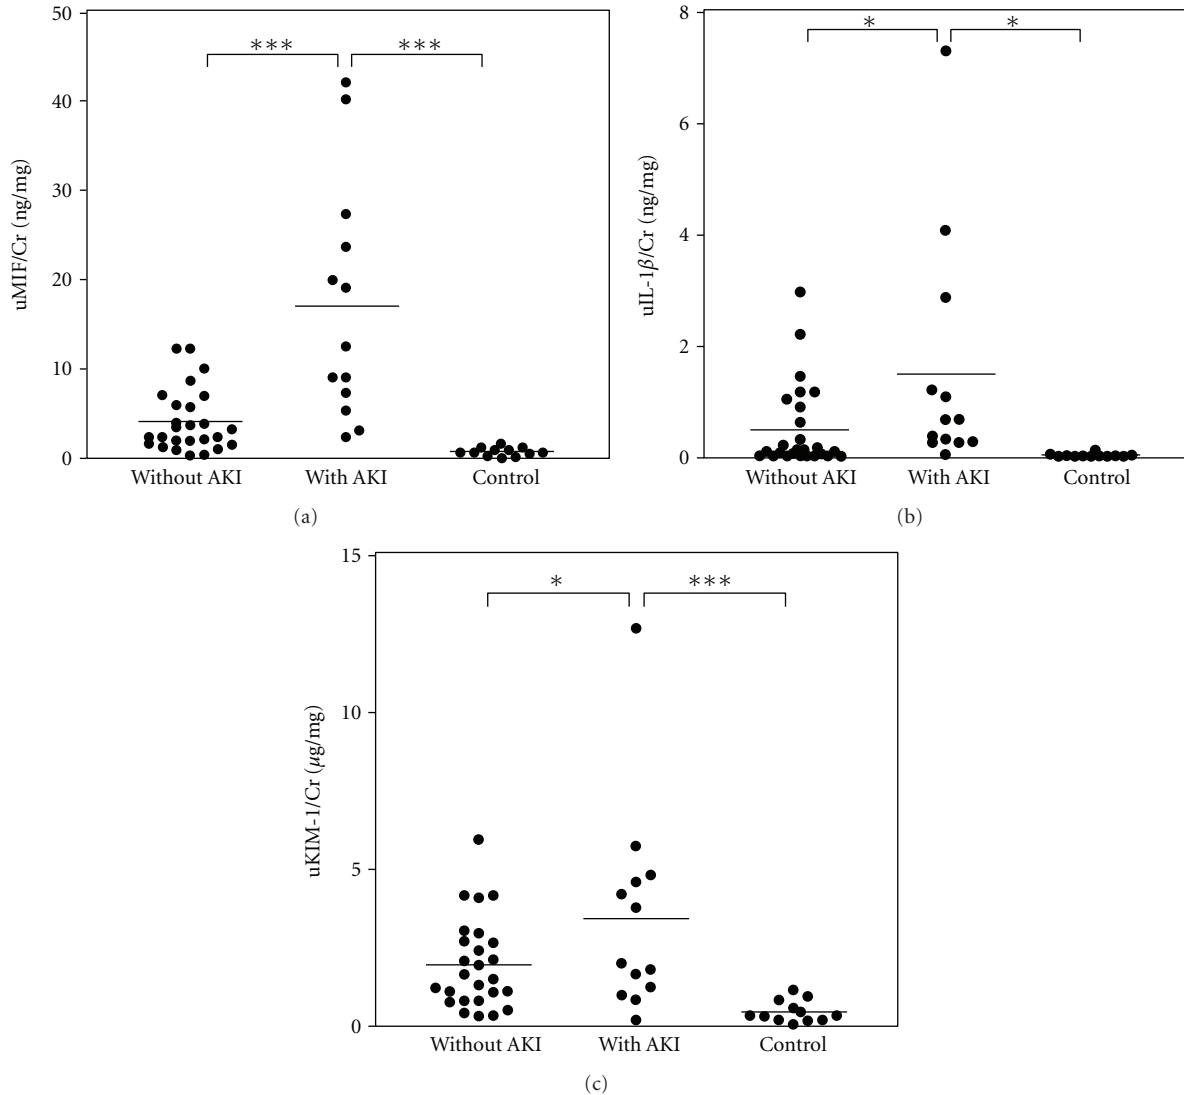 50
40
30
20
10
0
uMIF/Cr (ng/mg)
*** ***
Without AKI With AKI Control
(a)
8
6
4
2
0
uIL-1β/Cr (ng/mg)
* *
Without AKI With AKI Control
(b)
15
10
5
0
uKIM-1/Cr (μg/mg)
* ***
Without AKI With AKI Control
(c)